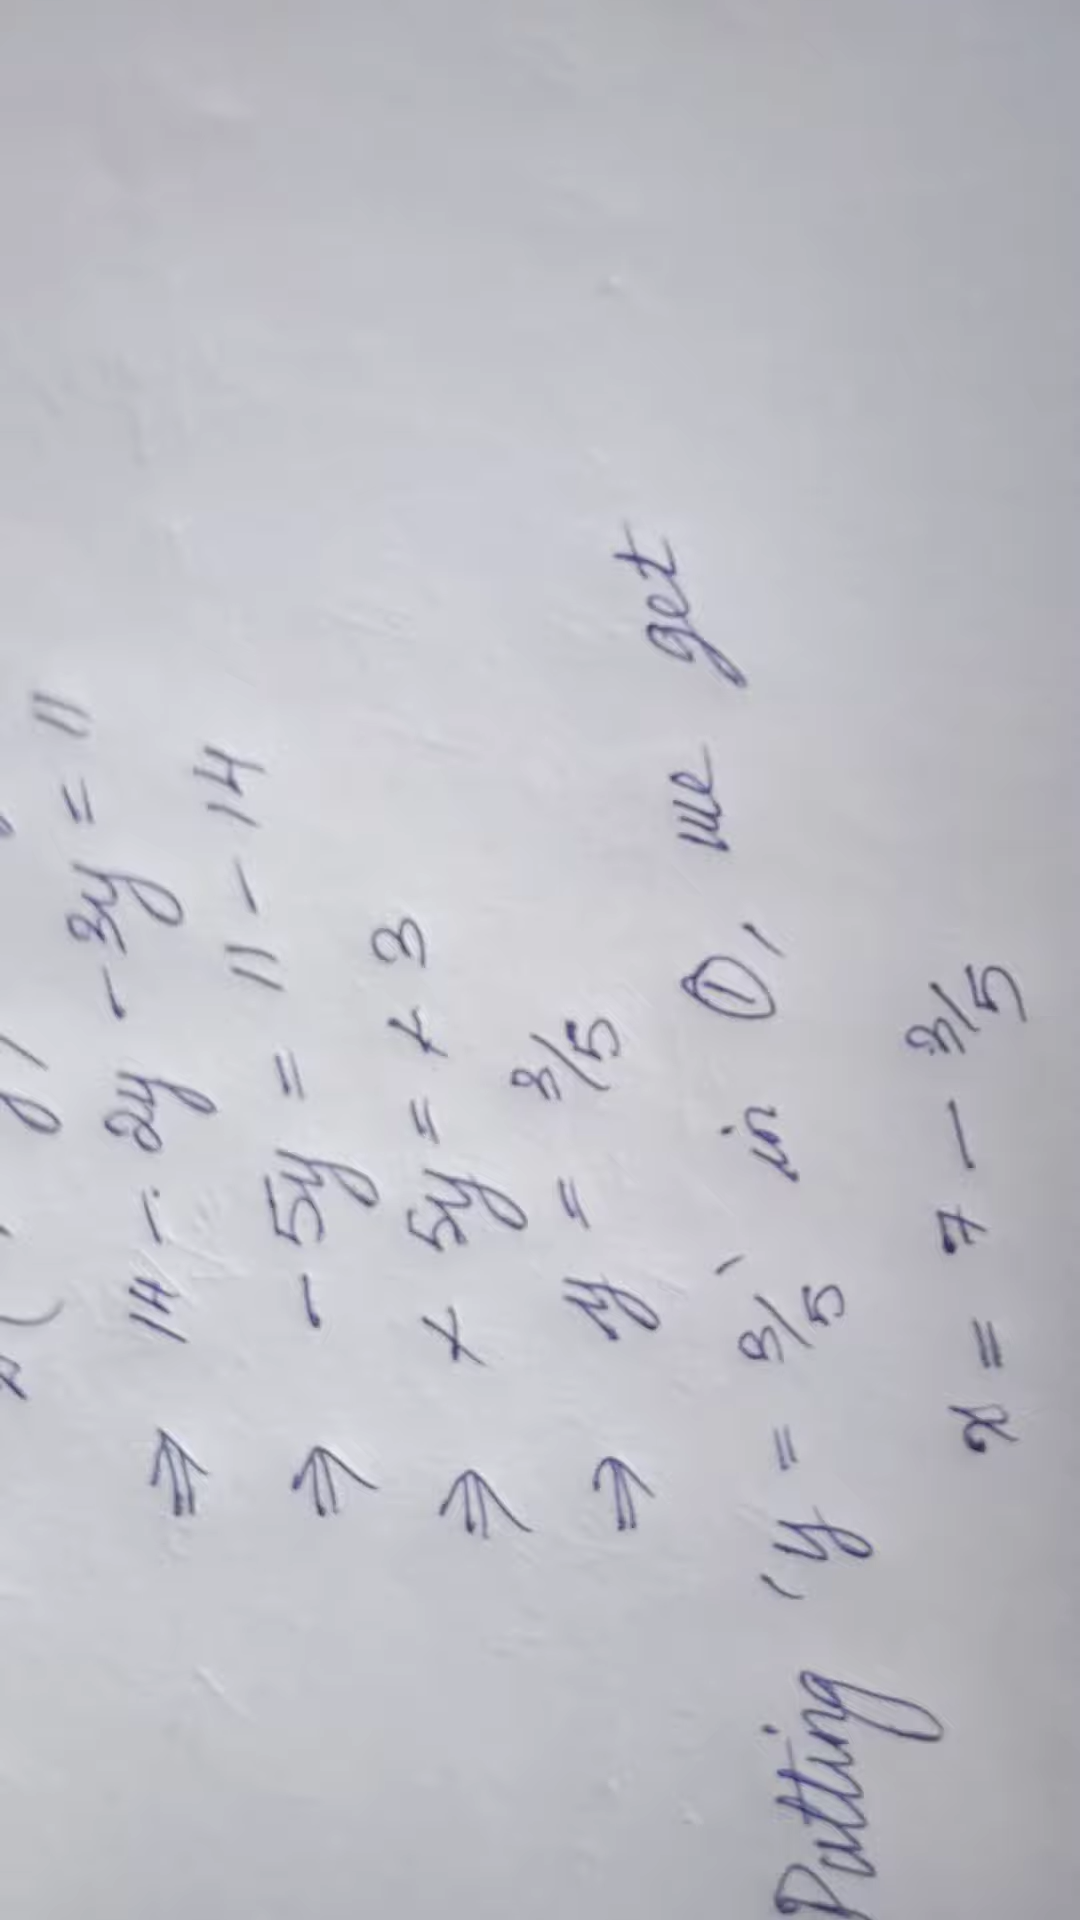 ⇒ 14 - 2y - 3y = 11
⇒ - 5y = 11 - 14
⇒ + 5y = + 3
⇒ y = 3/5
Putting 'y = 3/5' in ①, we get
x = 7 - 3/5